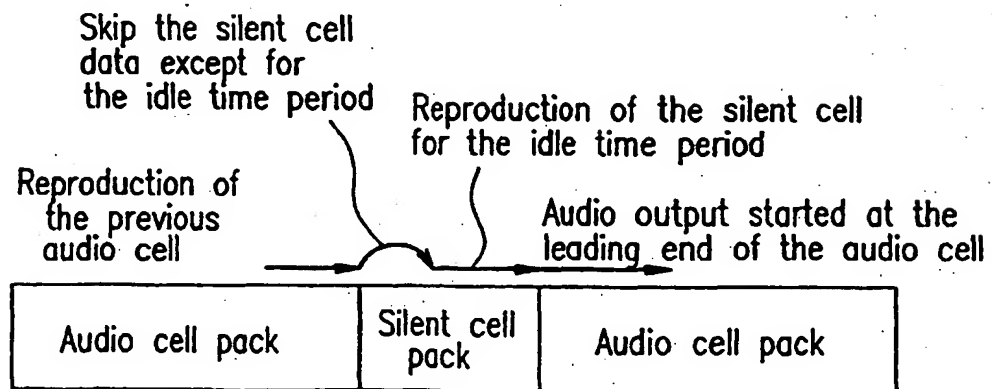 Skip the silent cell
data except for
the idle time period
Reproduction of the silent cell
for the idle time period
Reproduction of
the previous
audio cell
Audio output started at the
leading end of the audio cell
Audio cell pack
Silent cell
pack
Audio cell pack